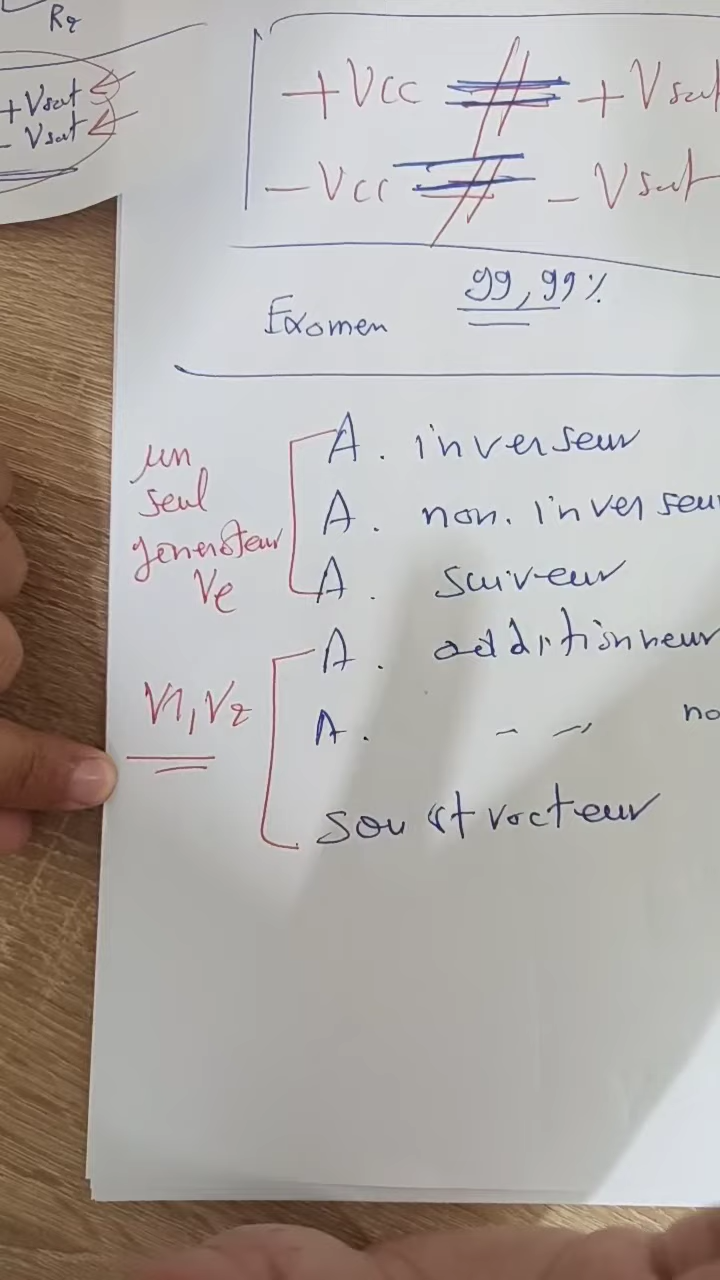 R2
+Vsat
- Vsat
+Vcc ≠ +Vsat
-Vcc ≠ -Vsat
Examen 99,99%
un
seul
generateur
Ve
A. inverseur
A. non. inverseur
A. suiveur
V1, V2
A. additionneur
A. - - no
soustracteur